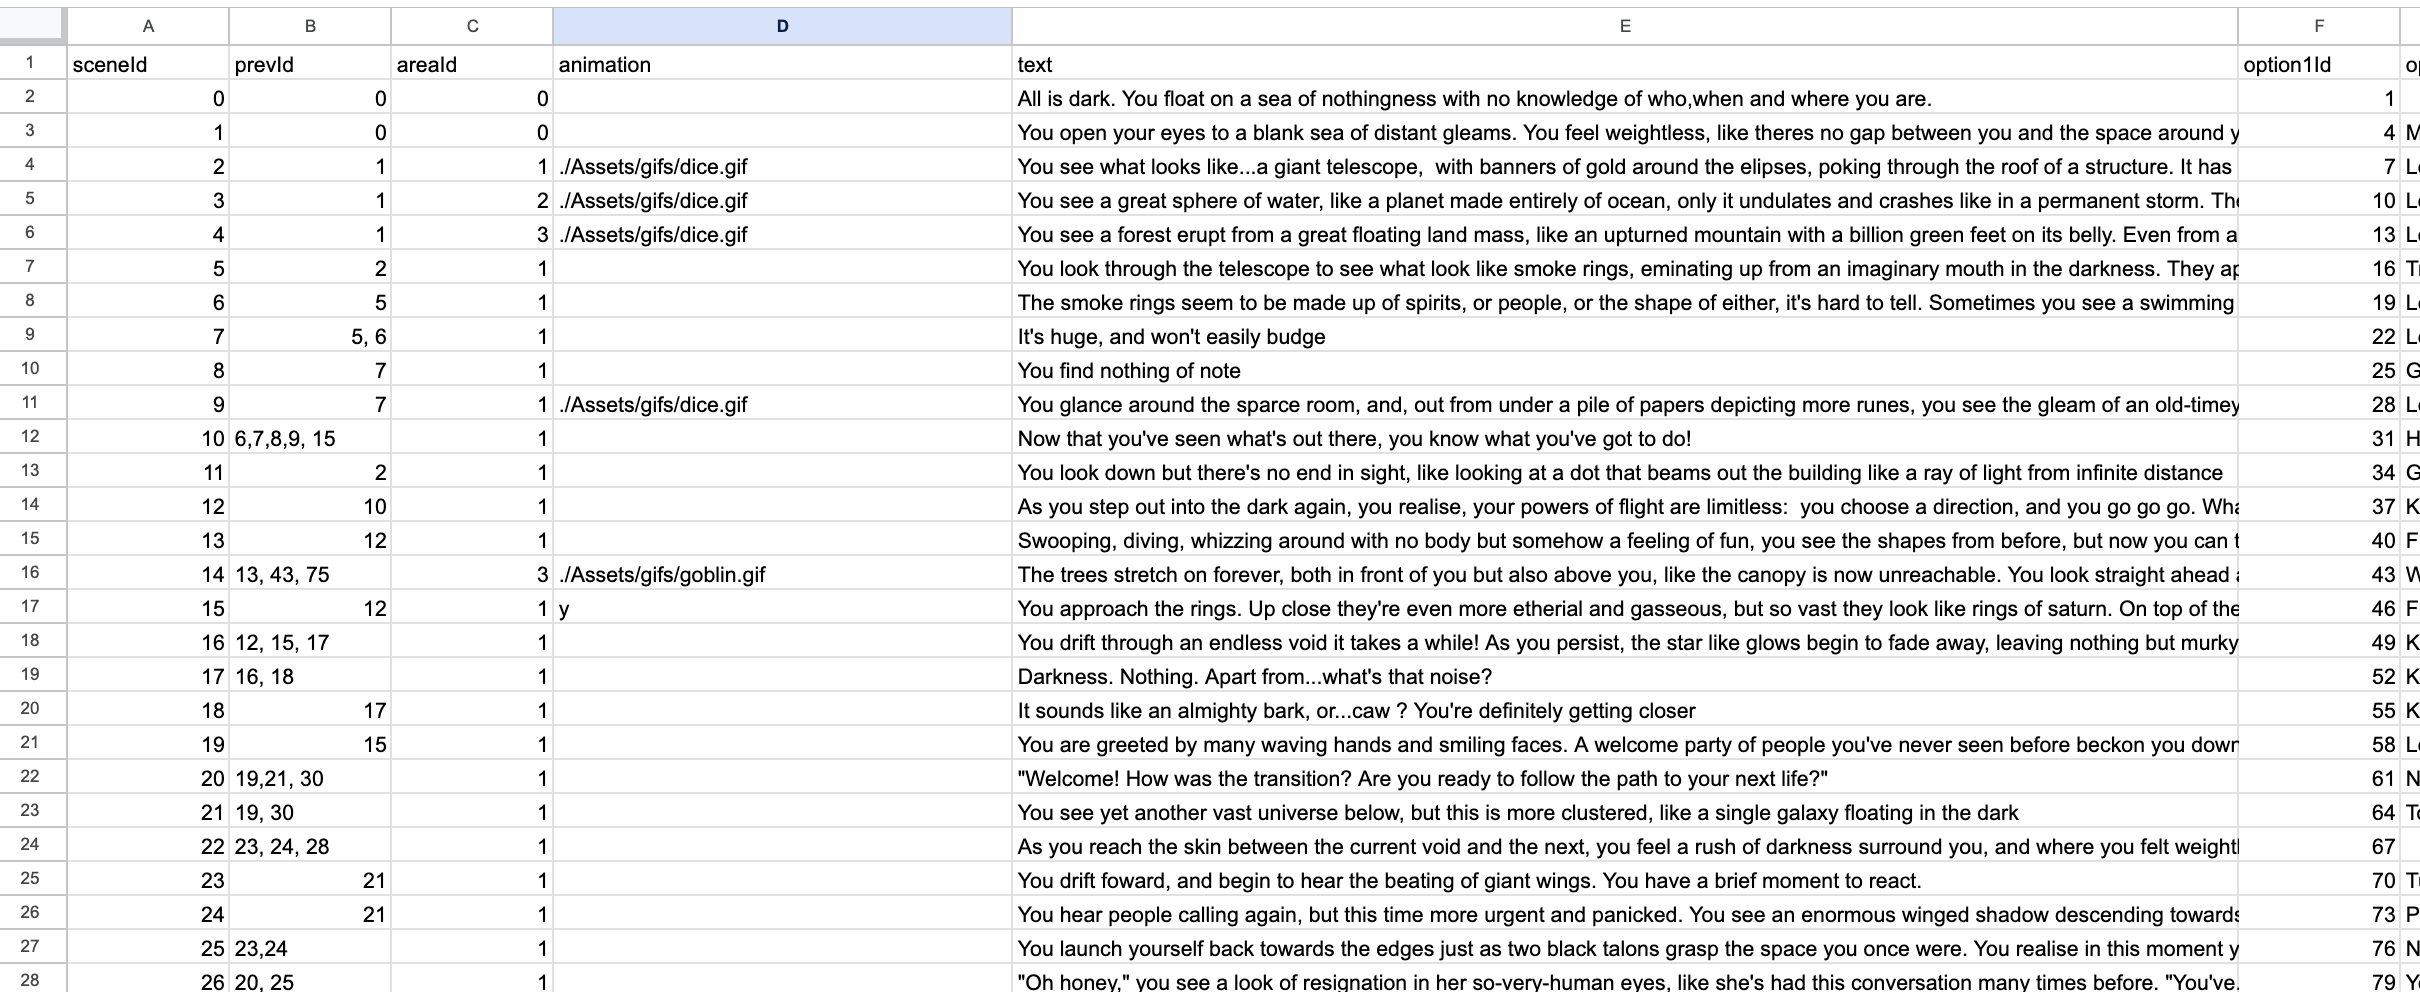 A B C D E F
1 sceneId prevId areaId animation text option1Id
2 0 0 0 All is dark. You float on a sea of nothingness with no knowledge of who,when and where you are. 1
3 1 0 0 You open your eyes to a blank sea of distant gleams. You feel weightless, like theres no gap between you and the space around 4
4 2 1 1 ./Assets/gifs/dice.gif You see what looks like...a giant telescope,  with banners of gold around the elipses, poking through the roof of a structure. It has 7
5 3 1 2 ./Assets/gifs/dice.gif You see a great sphere of water, like a planet made entirely of ocean, only it undulates and crashes like in a permanent storm. 10
6 4 1 3 ./Assets/gifs/dice.gif You see a forest erupt from a great floating land mass, like an upturned mountain with a billion green feet on its belly. Even from a 13
7 5 2 1 You look through the telescope to see what look like smoke rings, eminating up from an imaginary mouth in the darkness. They 16
8 6 5 1 The smoke rings seem to be made up of spirits, or people, or the shape of either, it's hard to tell. Sometimes you see a swimming 19
9 7 5, 6 1 It's huge, and won't easily budge 22
10 8 7 1 You find nothing of note 25 G
11 9 7 1 ./Assets/gifs/dice.gif You glance around the sparce room, and, out from under a pile of papers depicting more runes, you see the gleam of an old-timey 28
12 10 6,7,8,9, 15 1 Now that you've seen what's out there, you know what you've got to do! 31 H
13 11 2 1 You look down but there's no end in sight, like looking at a dot that beams out the building like a ray of light from infinite distance 34 G
14 12 10 1 As you step out into the dark again, you realise, your powers of flight are limitless:  you choose a direction, and you go go go. 37 K
15 13 12 1 Swooping, diving, whizzing around with no body but somehow a feeling of fun, you see the shapes from before, but now you can 40 F
16 14 13, 43, 75 3 ./Assets/gifs/goblin.gif The trees stretch on forever, both in front of you but also above you, like the canopy is now unreachable. You look straight ahead 43
17 15 12 1 y You approach the rings. Up close they're even more etherial and gasseous, but so vast they look like rings of saturn. On top of the 46 F
18 16 12, 15, 17 1 You drift through an endless void it takes a while! As you persist, the star like glows begin to fade away, leaving nothing but murky 49 K
19 17 16, 18 1 Darkness. Nothing. Apart from...what's that noise? 52 K
20 18 17 1 It sounds like an almighty bark, or...caw ? You're definitely getting closer 55 K
21 19 15 1 You are greeted by many waving hands and smiling faces. A welcome party of people you've never seen before beckon you down 58
22 20 19,21, 30 1 "Welcome! How was the transition? Are you ready to follow the path to your next life?" 61 N
23 21 19, 30 1 You see yet another vast universe below, but this is more clustered, like a single galaxy floating in the dark 64
24 22 23, 24, 28 1 As you reach the skin between the current void and the next, you feel a rush of darkness surround you, and where you felt 67
25 23 21 1 You drift foward, and begin to hear the beating of giant wings. You have a brief moment to react. 70
26 24 21 1 You hear people calling again, but this time more urgent and panicked. You see an enormous winged shadow descending towards 73 P
27 25 23,24 1 You launch yourself back towards the edges just as two black talons grasp the space you once were. You realise in this moment 76 N
28 26 20, 25 1 "Oh honey," you see a look of resignation in her so-very-human eyes, like she's had this conversation many times before. "You've 79